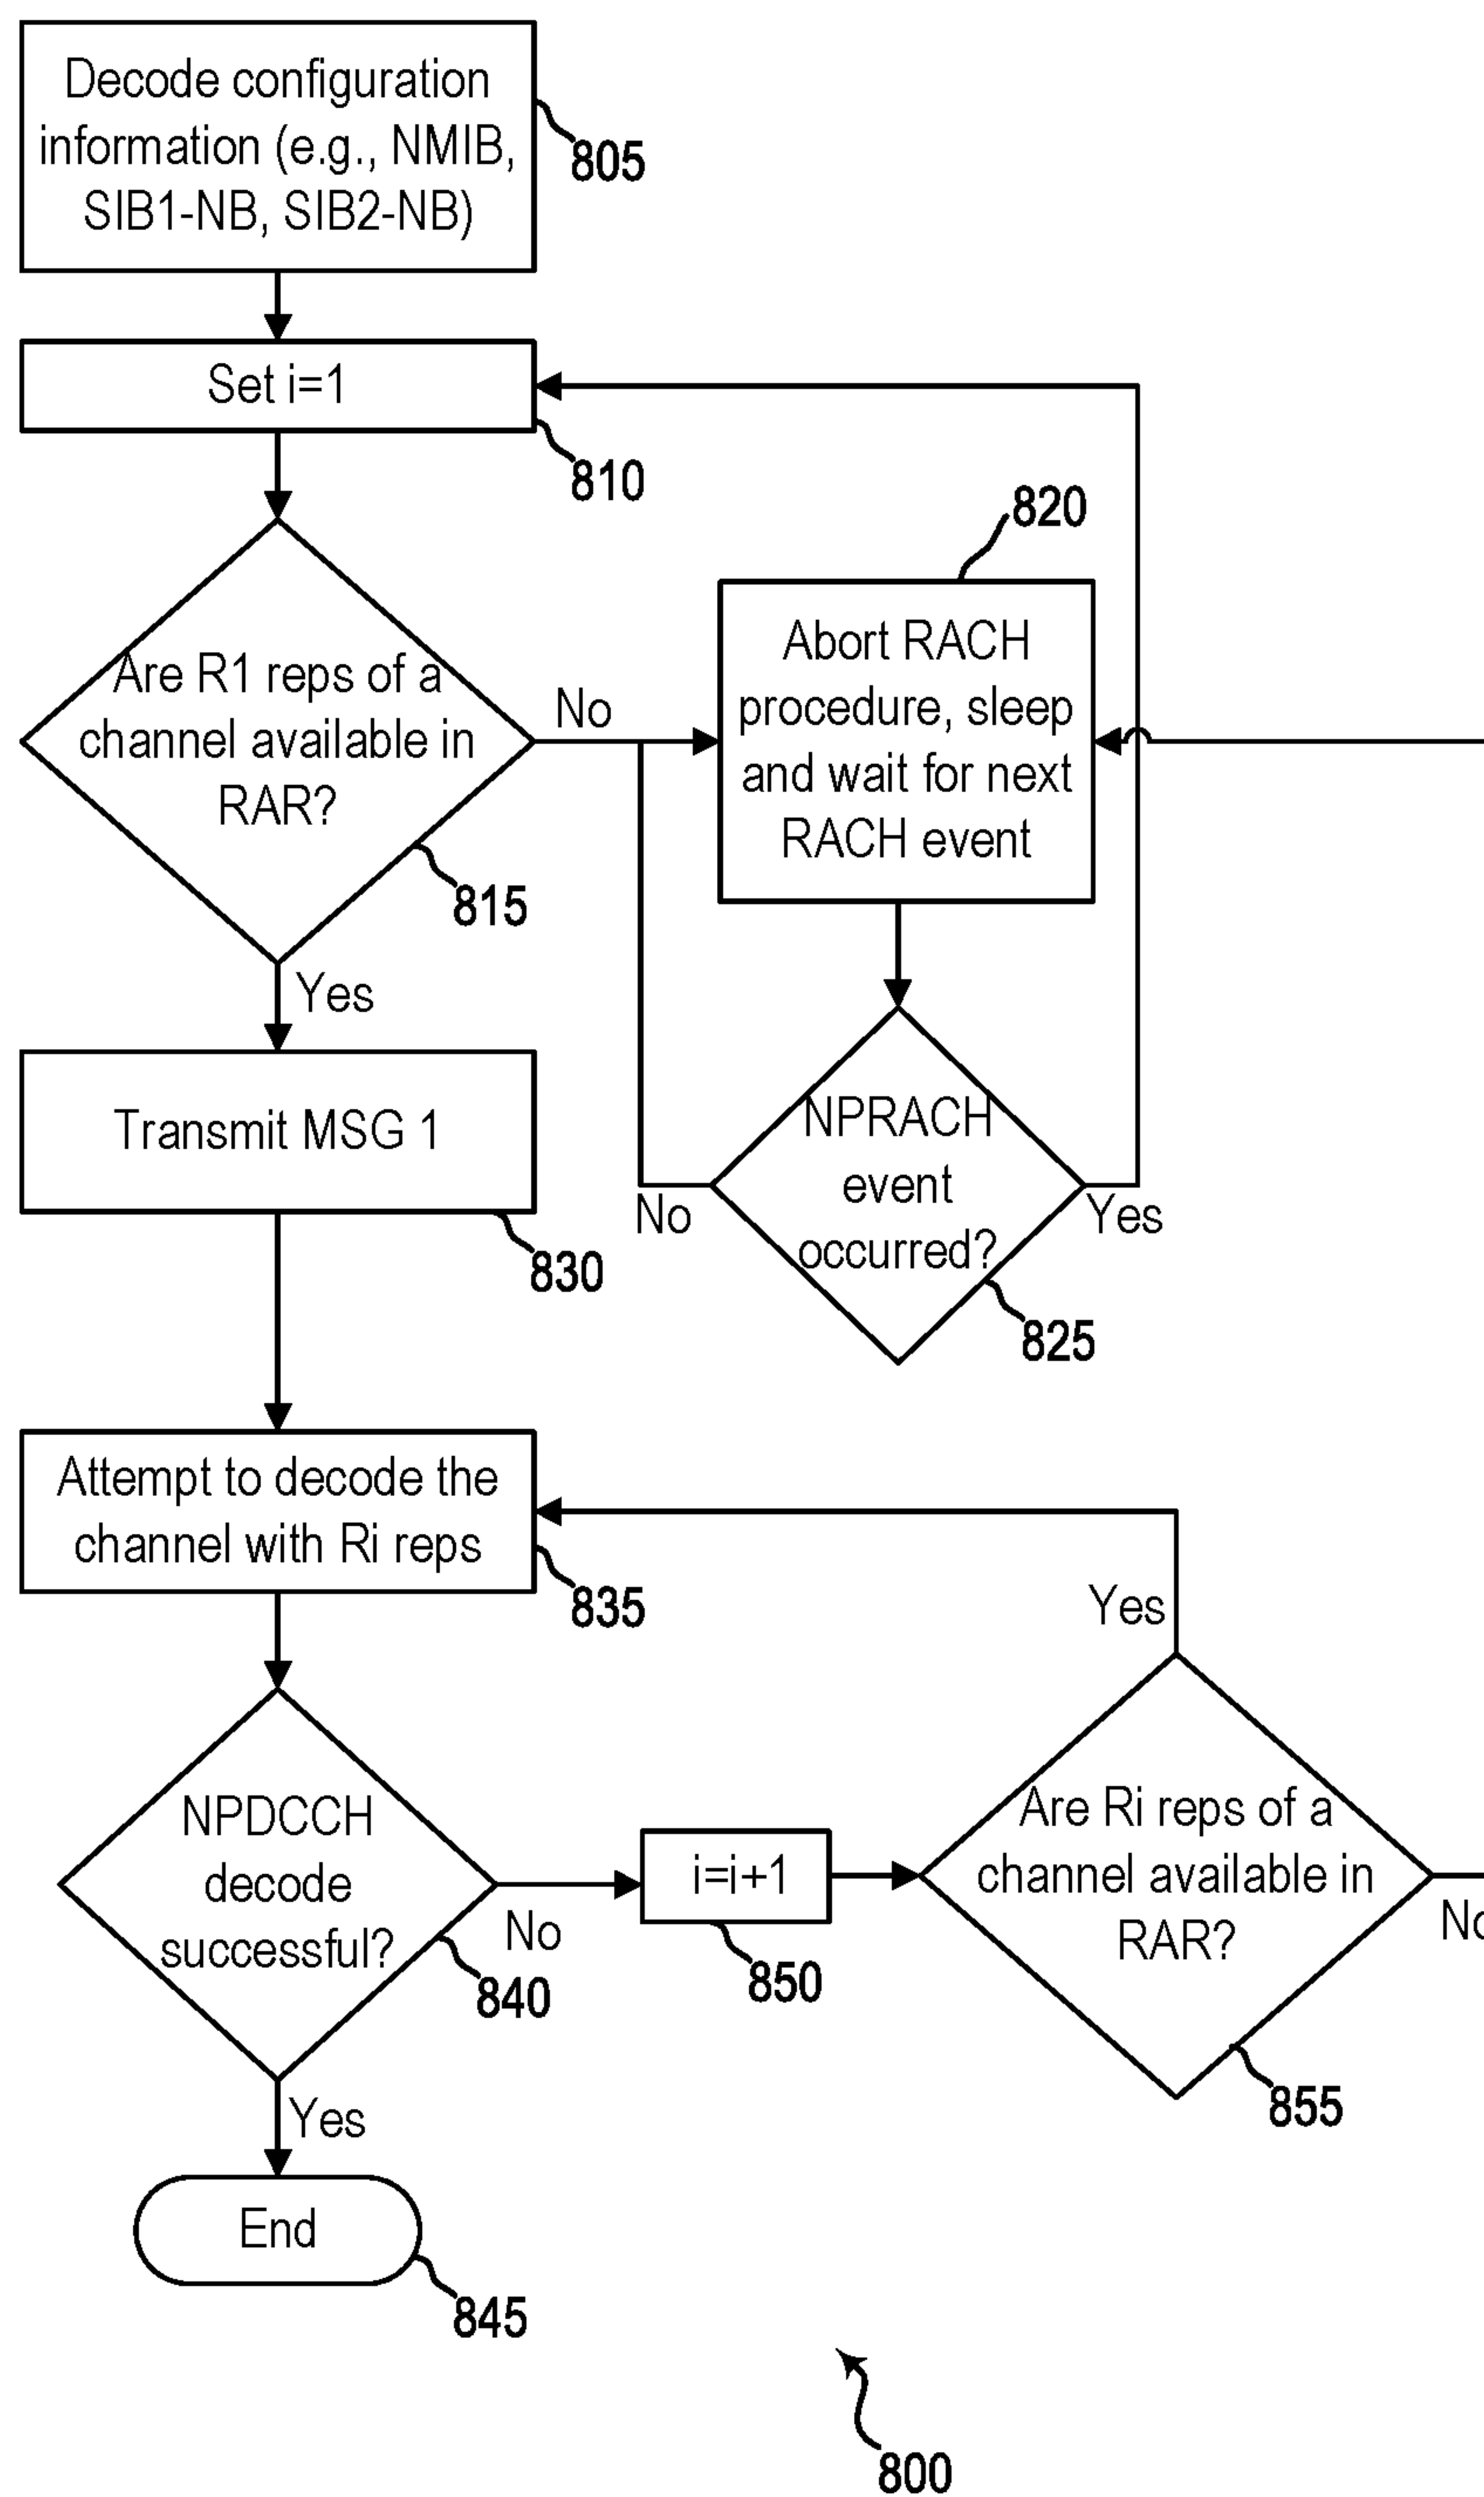 Decode configuration
information (e.g., NMIB,
SIB1-NB, SIB2-NB)
805
Set i=1
810
820
Abort RACH
procedure, sleep
and wait for next
RACH event
Are R1 reps of a
channel available in
RAR?
No
815
Yes
Transmit MSG 1
830
NPRACH
event
occurred?
No
Yes
825
Attempt to decode the
channel with Ri reps
835
Yes
NPDCCH
decode
successful?
No
840
i=i+1
850
Are Ri reps of a
channel available in
RAR?
No
855
Yes
End
845
800